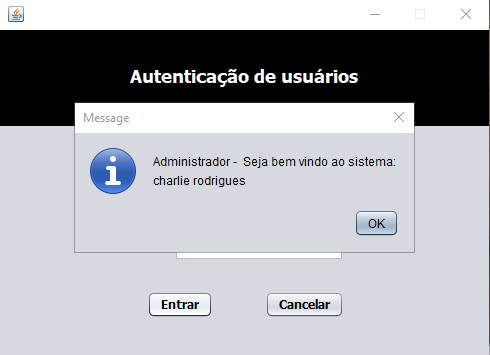 Autenticação de usuários
Message
Administrador -  Seja bem vindo ao sistema:
charlie rodrigues
OK
Entrar
Cancelar